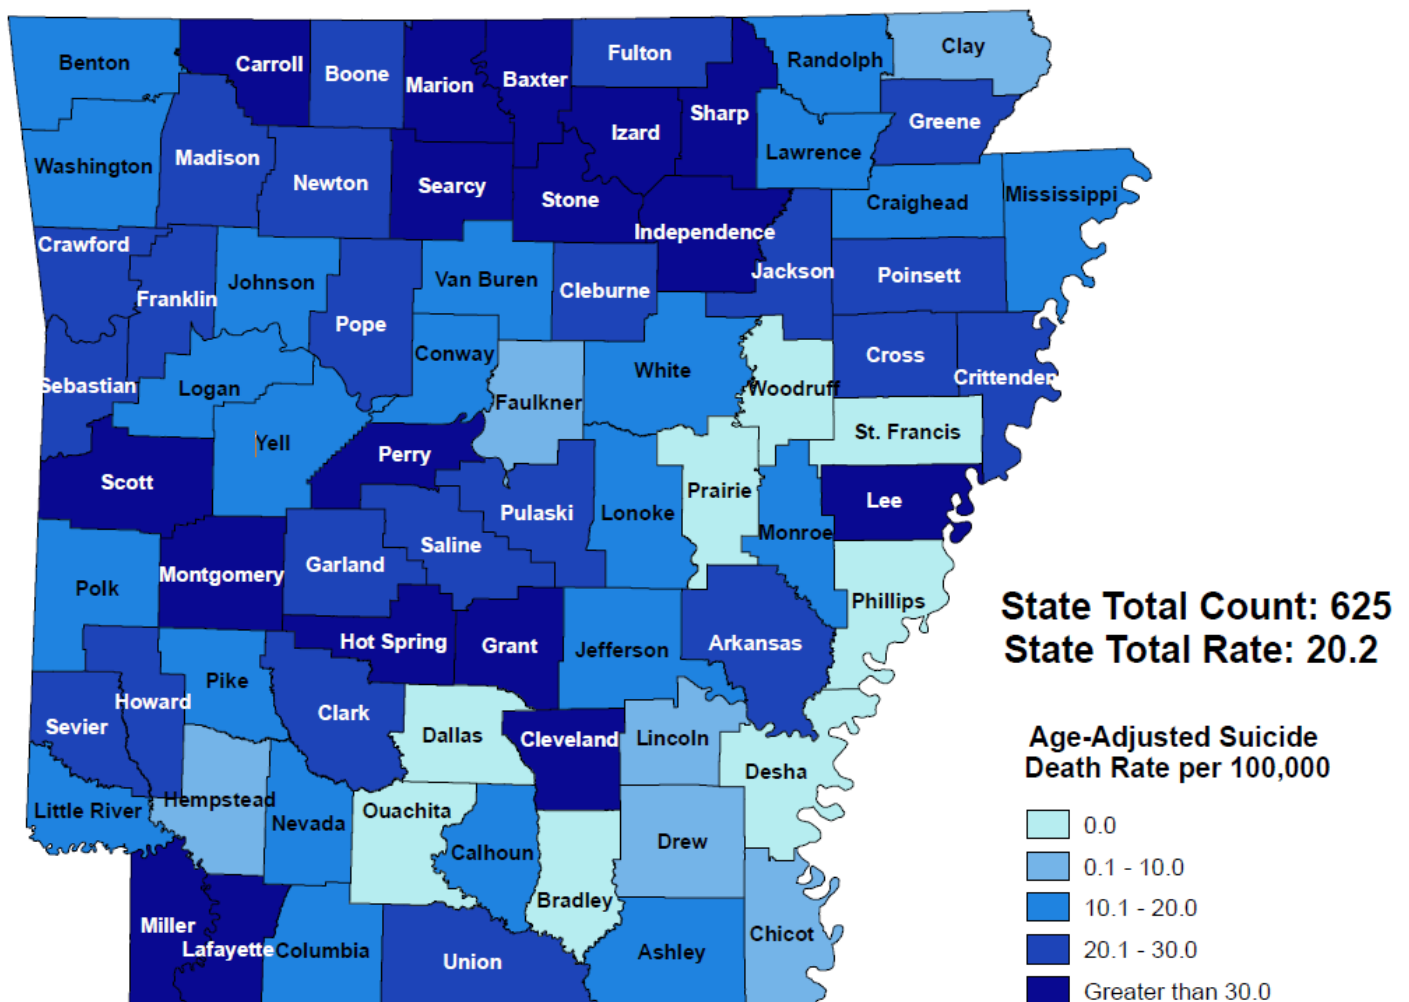 Benton
Carroll
Boone
Marion
Baxter
Fulton
Randolph
Clay
Sharp
Izard
Greene
Washington
Madison
Newton
Searcy
Stone
Lawrence
Craighead
Mississippi
Independence
Crawford
Franklin
Johnson
Van Buren
Cleburne
Jackson
Poinsett
Pope
Conway
White
Cross
Crittenden
Sebastian
Logan
Faulkner
Woodruff
St. Francis
Yell
Perry
Scott
Prairie
Lee
Pulaski
Lonoke
Monroe
Saline
Garland
Montgomery
Polk
Phillips
State Total Count: 625
State Total Rate: 20.2
Hot Spring
Grant
Jefferson
Arkansas
Pike
Howard
Clark
Sevier
Dallas
Cleveland
Lincoln
Desha
Age-Adjusted Suicide
Death Rate per 100,000
Little River
Hempstead
Nevada
Ouachita
Calhoun
Drew
Bradley
0.0
0.1 - 10.0
10.1 - 20.0
20.1 - 30.0
Greater than 30.0
Miller
Lafayette
Columbia
Union
Ashley
Chicot